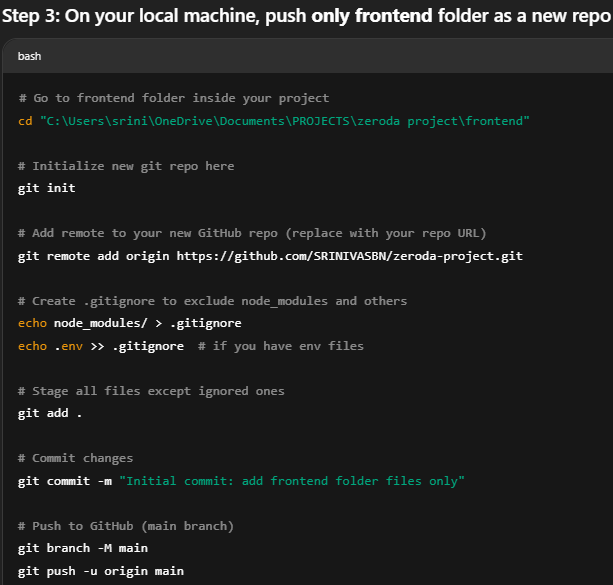 Step 3: On your local machine, push only frontend folder as a new repo
bash
# Go to frontend folder inside your project
cd "C:\Users\srini\OneDrive\Documents\PROJECTS\zeroda project\frontend"
# Initialize new git repo here
git init
# Add remote to your new GitHub repo (replace with your repo URL)
git remote add origin https://github.com/SRINIVASBN/zeroda-project.git
# Create .gitignore to exclude node_modules and others
echo node_modules/ > .gitignore
echo .env >> .gitignore  # if you have env files
# Stage all files except ignored ones
git add .
# Commit changes
git commit -m "Initial commit: add frontend folder files only"
# Push to GitHub (main branch)
git branch -M main
git push -u origin main